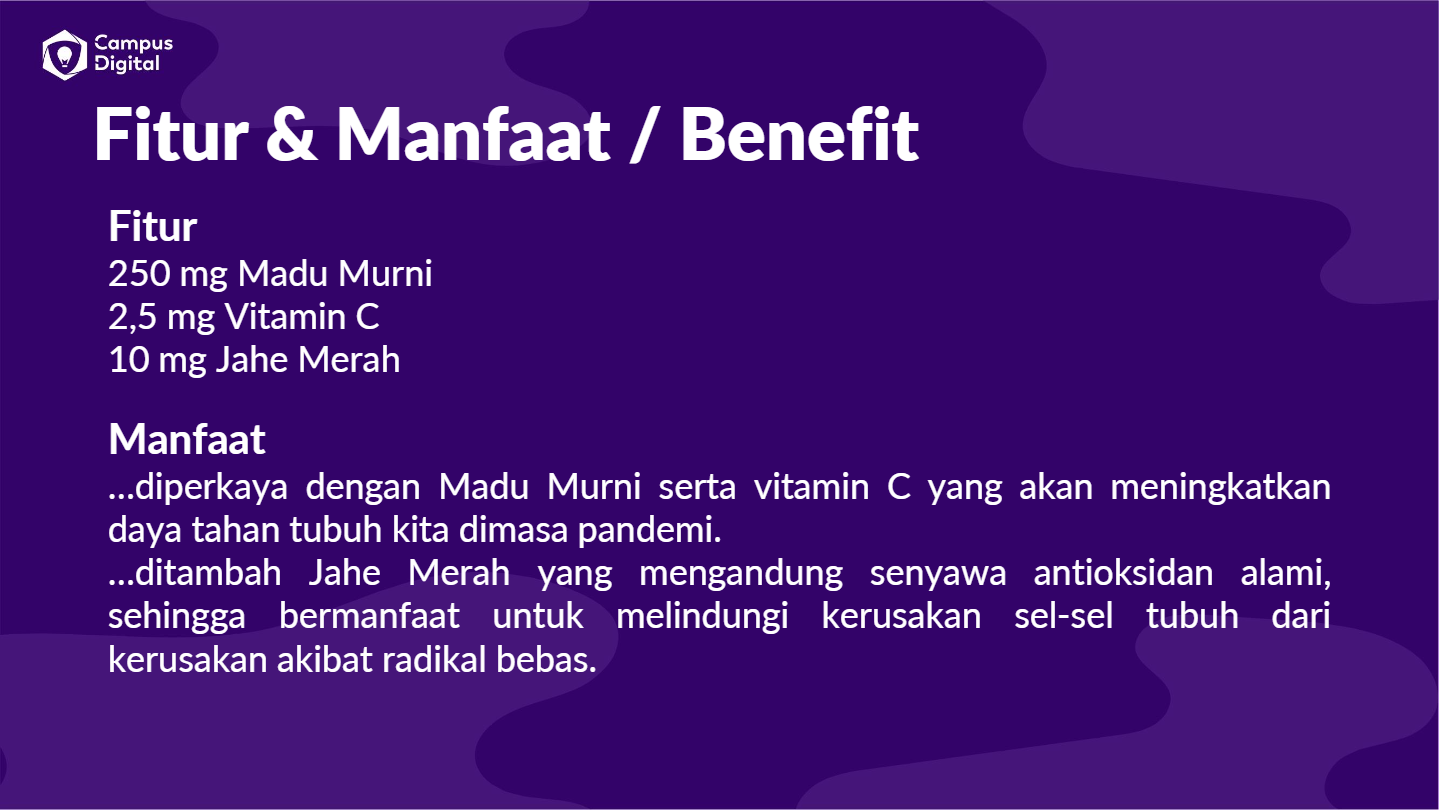 Campus
Digital
Fitur & Manfaat / Benefit
Fitur
250 mg Madu Murni
2,5 mg Vitamin C
10 mg Jahe Merah
Manfaat
...diperkaya dengan Madu Murni serta vitamin C yang akan meningkatkan
daya tahan tubuh kita dimasa pandemi.
...ditambah Jahe Merah yang mengandung senyawa antioksidan alami,
sehingga bermanfaat untuk melindungi kerusakan sel-sel tubuh dari
kerusakan akibat radikal bebas.